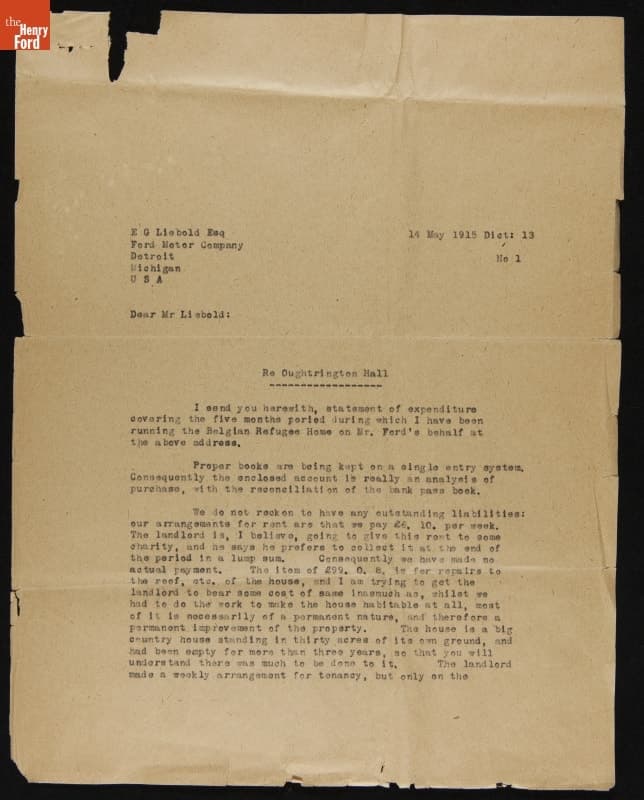 the
Henry
Ford
E G Liebold Esq
14 May 1915 Dict: 13
Ford Motor Company
Detroit
No 1
Michigan
U S A
Dear Mr Liebold:
Re Oughtrington Hall
-------------------
I send you herewith, statement of expenditure
covering the five months period during which I have been
running the Belgian Refugee Home on Mr. Ford's behalf at
the above address.
Proper books are being kept on a single entry system.
Consequently the enclosed account is really an analysis of
purchase, with the reconciliation of the bank pass book.
We do not reckon to have any outstanding liabilities:
our arrangements for rent are that we pay 10. per week.
The landlord is, I believe, going to give this rent to some
charity, and he says he prefers to collect it at the end of
the period in a lump sum. Consequently we have made no
actual payment. The item of £99. 0. 8. is for repairs to
the roof, etc. of the house, and I am trying to get the
landlord to bear some cost of same inasmuch as, whilst we
had to do the work to make the house habitable at all, most
of it is necessarily of a permanent nature, and therefore a
permanent improvement of the property. The house is a big
country house standing in thirty acres of its own ground, and
had been empty for more than three years, so that you will
understand there was much to be done to it. The landlord
made a weekly arrangement for tenancy, but only on the